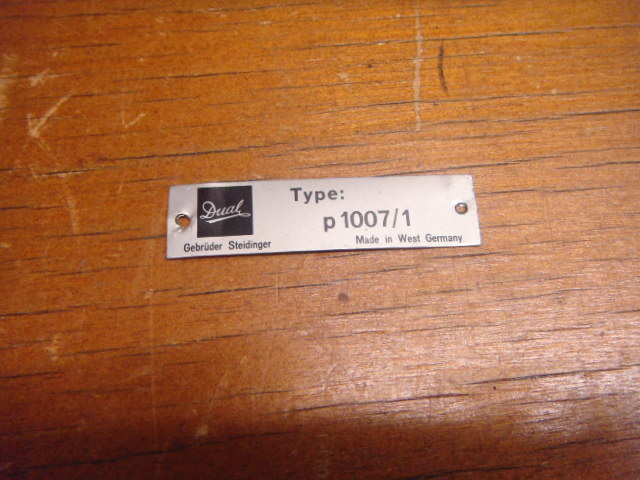 Dual
Type:
p 1007/1
Gebrüder Steidinger
Made in West Germany